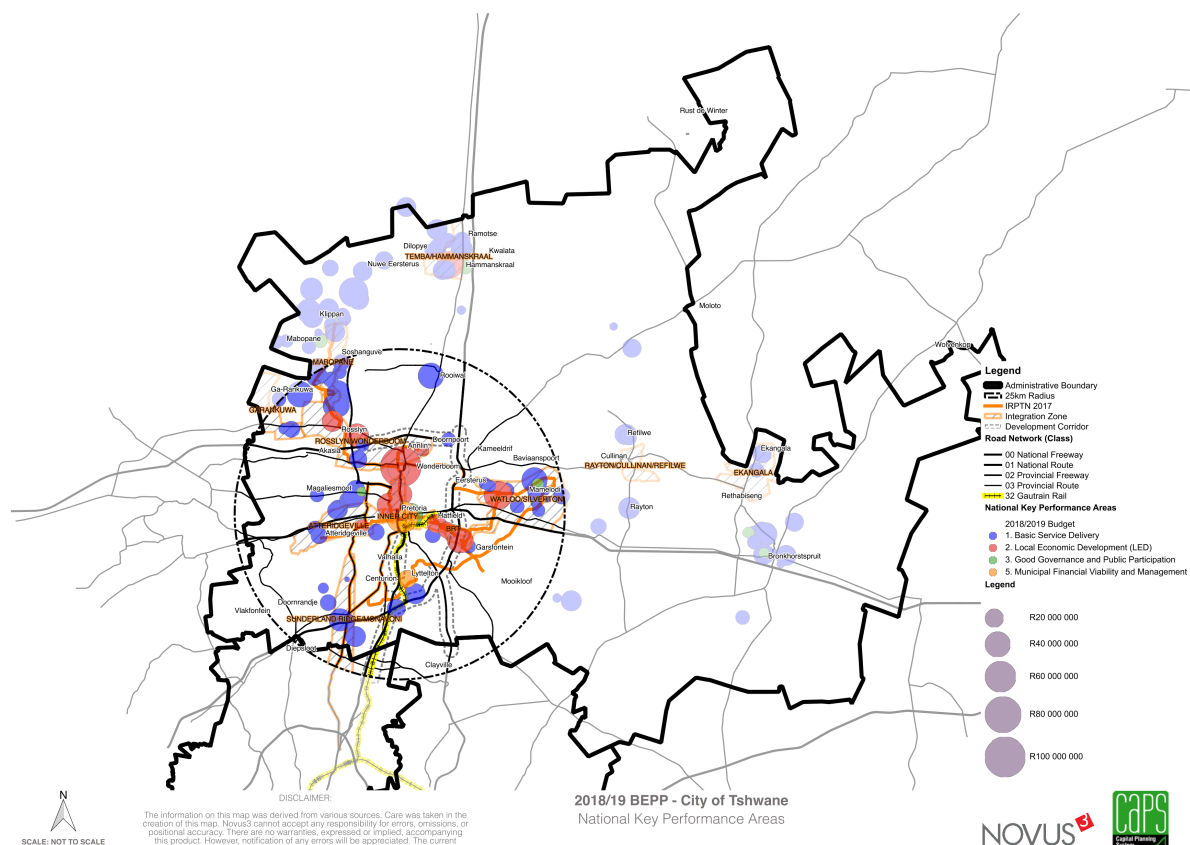 Rust de Winter
Ramotse
Dilopye
Kwalata
TEMBA/HAMMANSKRAAL
Nuwe Eersterus
Hammanskraal
Moloto
Klippan
Mabopane
Soshanguve
MABOPANE
Rooiwal
Ga-Rankuwa
GARANKUWA
Rosslyn
ROSSLYN/WONDERBOOM
Annlin
Doornpoort
Akasia
Kameeldrif
Wonderboom
Baviaanspoort
Refilwe
Cullinan
RAYTON/CULLINAN/REFILWE
Ekangala
EKANGALA
Rethabiseng
Eersterus
Magaliesmoot
Mamelodi
WATLOO/SILVERTON
Rayton
Pretoria
INNER CITY
Hatfield
ATTERIDGEVILLE
Atteridgeville
BRT
Garsfontein
Bronkhorstspruit
Valhalla
Centurion
Lyttelton
Mooikloof
Doornrandje
Vlakfontein
SUNDERLAND RIDGE/MONAVONI
Diepsloot
Clayville
Legend
Administrative Boundary
25km Radius
IRPTN 2017
Integration Zone
Development Corridor
Road Network (Class)
00 National Freeway
01 National Route
02 Provincial Freeway
03 Provincial Route
32 Gautrain Rail
National Key Performance Areas
2018/2019 Budget
1. Basic Service Delivery
2. Local Economic Development (LED)
3. Good Governance and Public Participation
5. Municipal Financial Viability and Management
Legend
R20 000 000
R40 000 000
R60 000 000
R80 000 000
R100 000 000
N
SCALE: NOT TO SCALE
DISCLAIMER:
The information on this map was derived from various sources. Care was taken in the
creation of this map. Novus3 cannot accept any responsibility for errors, omissions, or
positional accuracy. There are no warranties, expressed or implied, accompanying
this product. However, notification of any errors will be appreciated. The current
2018/19 BEPP - City of Tshwane
National Key Performance Areas
NOVUS3
CAPS
Capital Planning